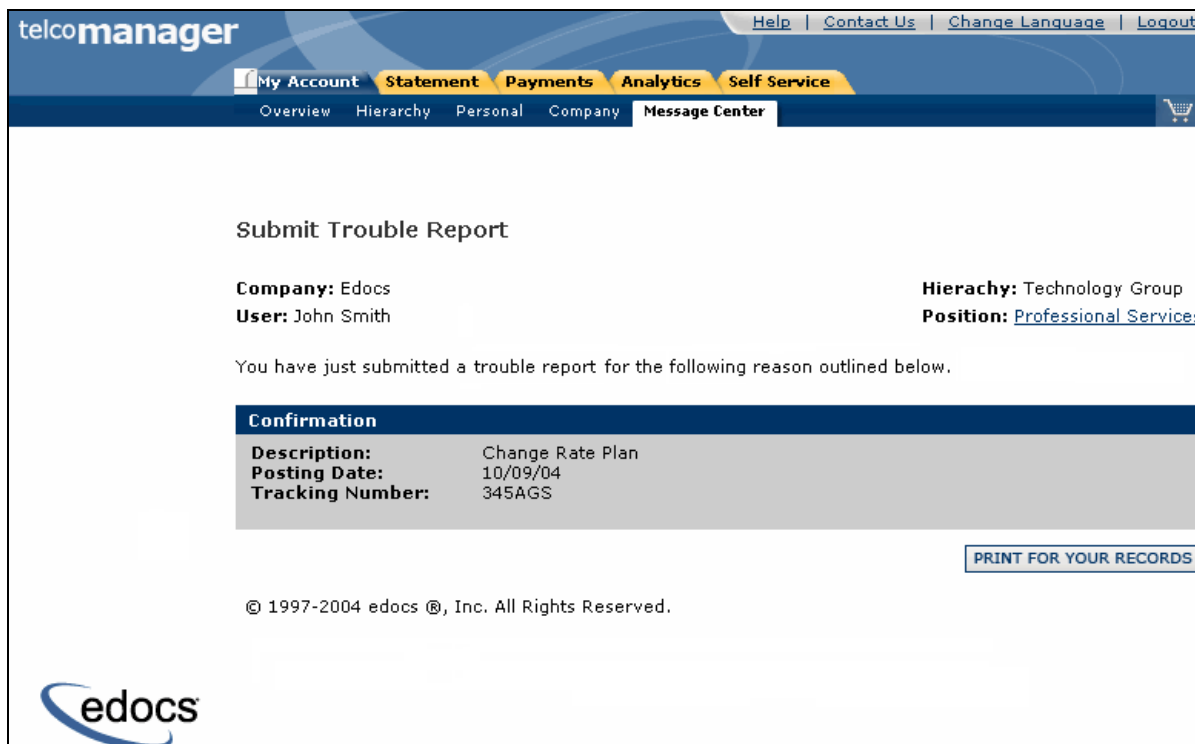 telcomanager
Help | Contact Us | Change Language | Logout
My Account Statement Payments Analytics Self Service
Overview Hierarchy Personal Company Message Center
Submit Trouble Report
Company: Edocs
Hierachy: Technology Group
User: John Smith
Position: Professional Services
You have just submitted a trouble report for the following reason outlined below.
Confirmation
Description: Change Rate Plan
Posting Date: 10/09/04
Tracking Number: 345AGS
PRINT FOR YOUR RECORDS
© 1997-2004 edocs ®, Inc. All Rights Reserved.
edocs